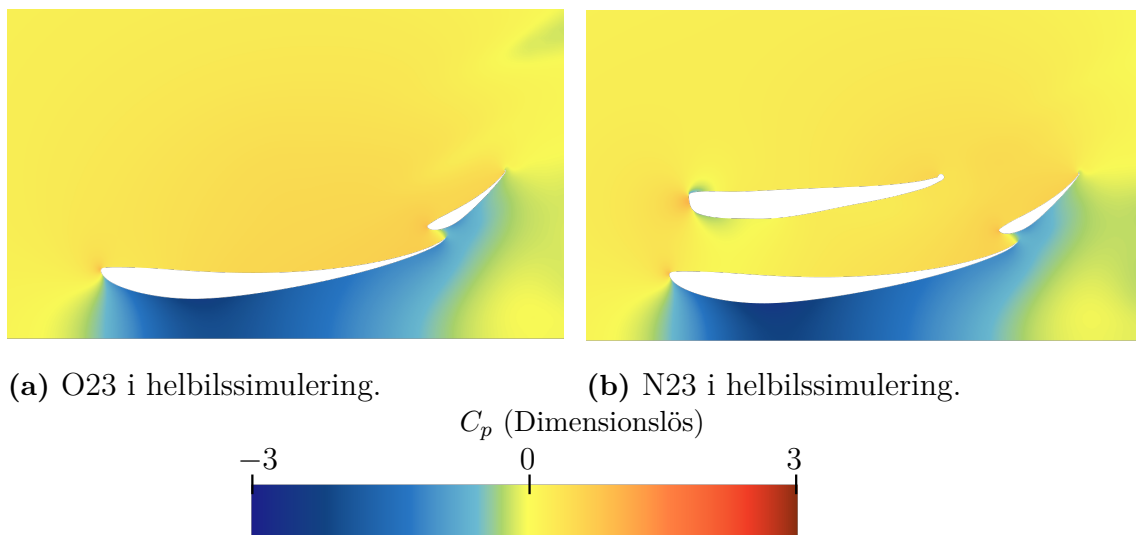 (a) O23 i helbilssimulering.
(b) N23 i helbilssimulering.
C_p (Dimensionslös)
−3 0 3